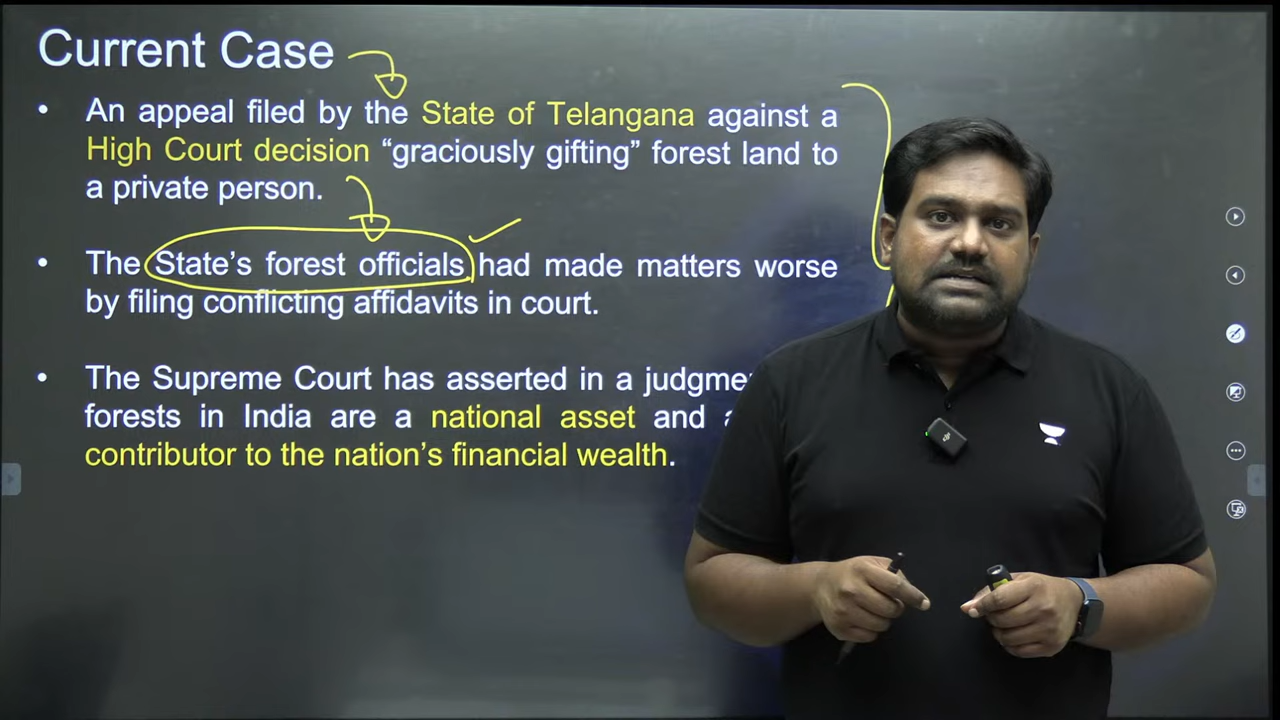 Current Case
• An appeal filed by the State of Telangana against a
High Court decision “graciously gifting” forest land to
a private person.
• The State’s forest officials had made matters worse
by filing conflicting affidavits in court.
• The Supreme Court has asserted in a
forests in India are a national asset and
contributor to the nation’s financial wealth.